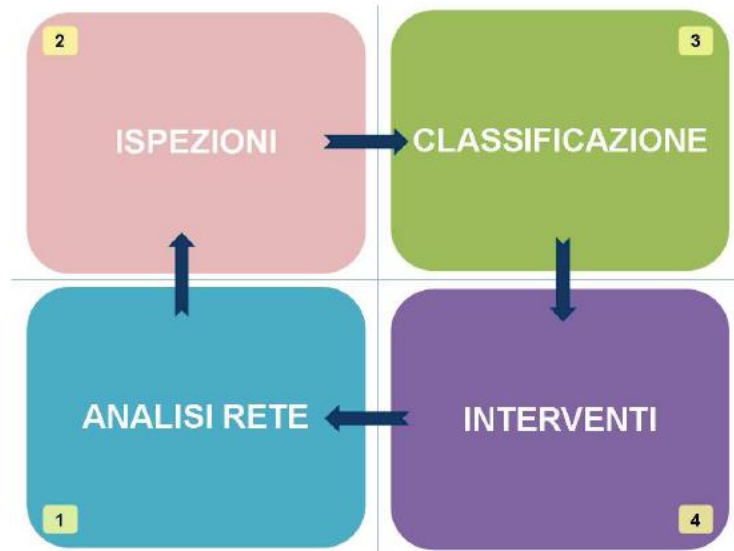 2
ISPEZIONI
3
CLASSIFICAZIONE
ANALISI RETE
1
INTERVENTI
4